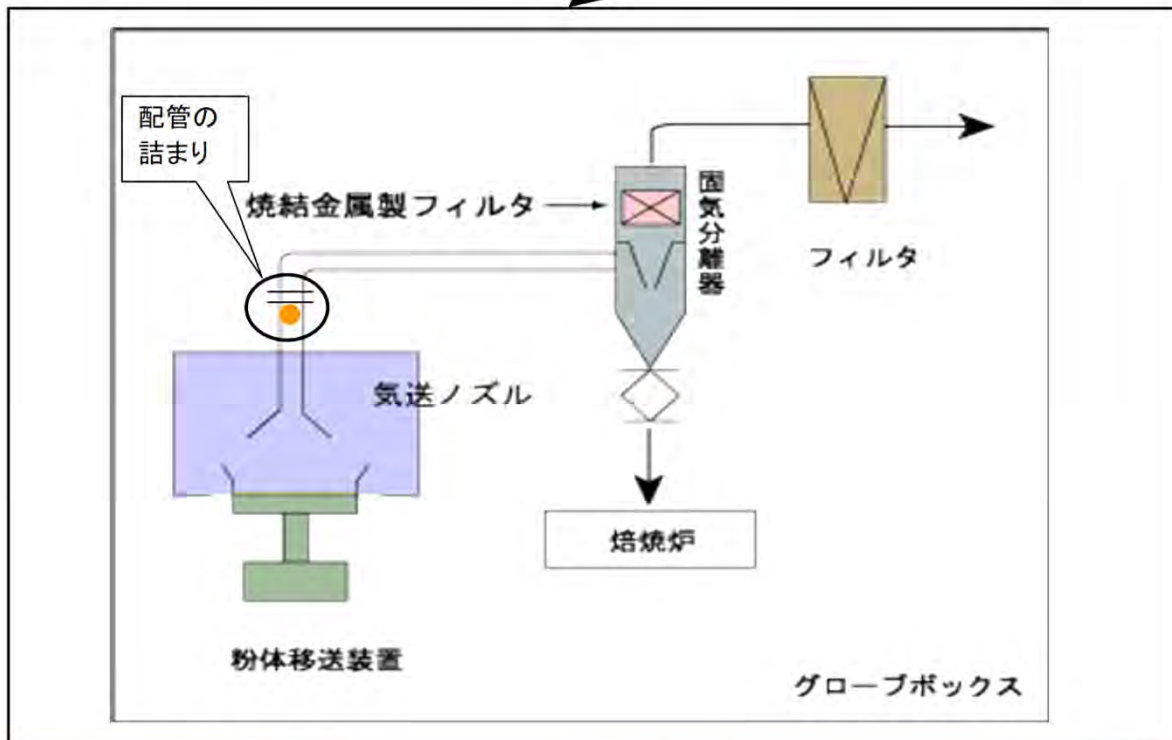 配管の
詰まり
焼結金属製フィルタ
固気分離器
フィルタ
気送ノズル
焙焼炉
粉体移送装置
グローブボックス